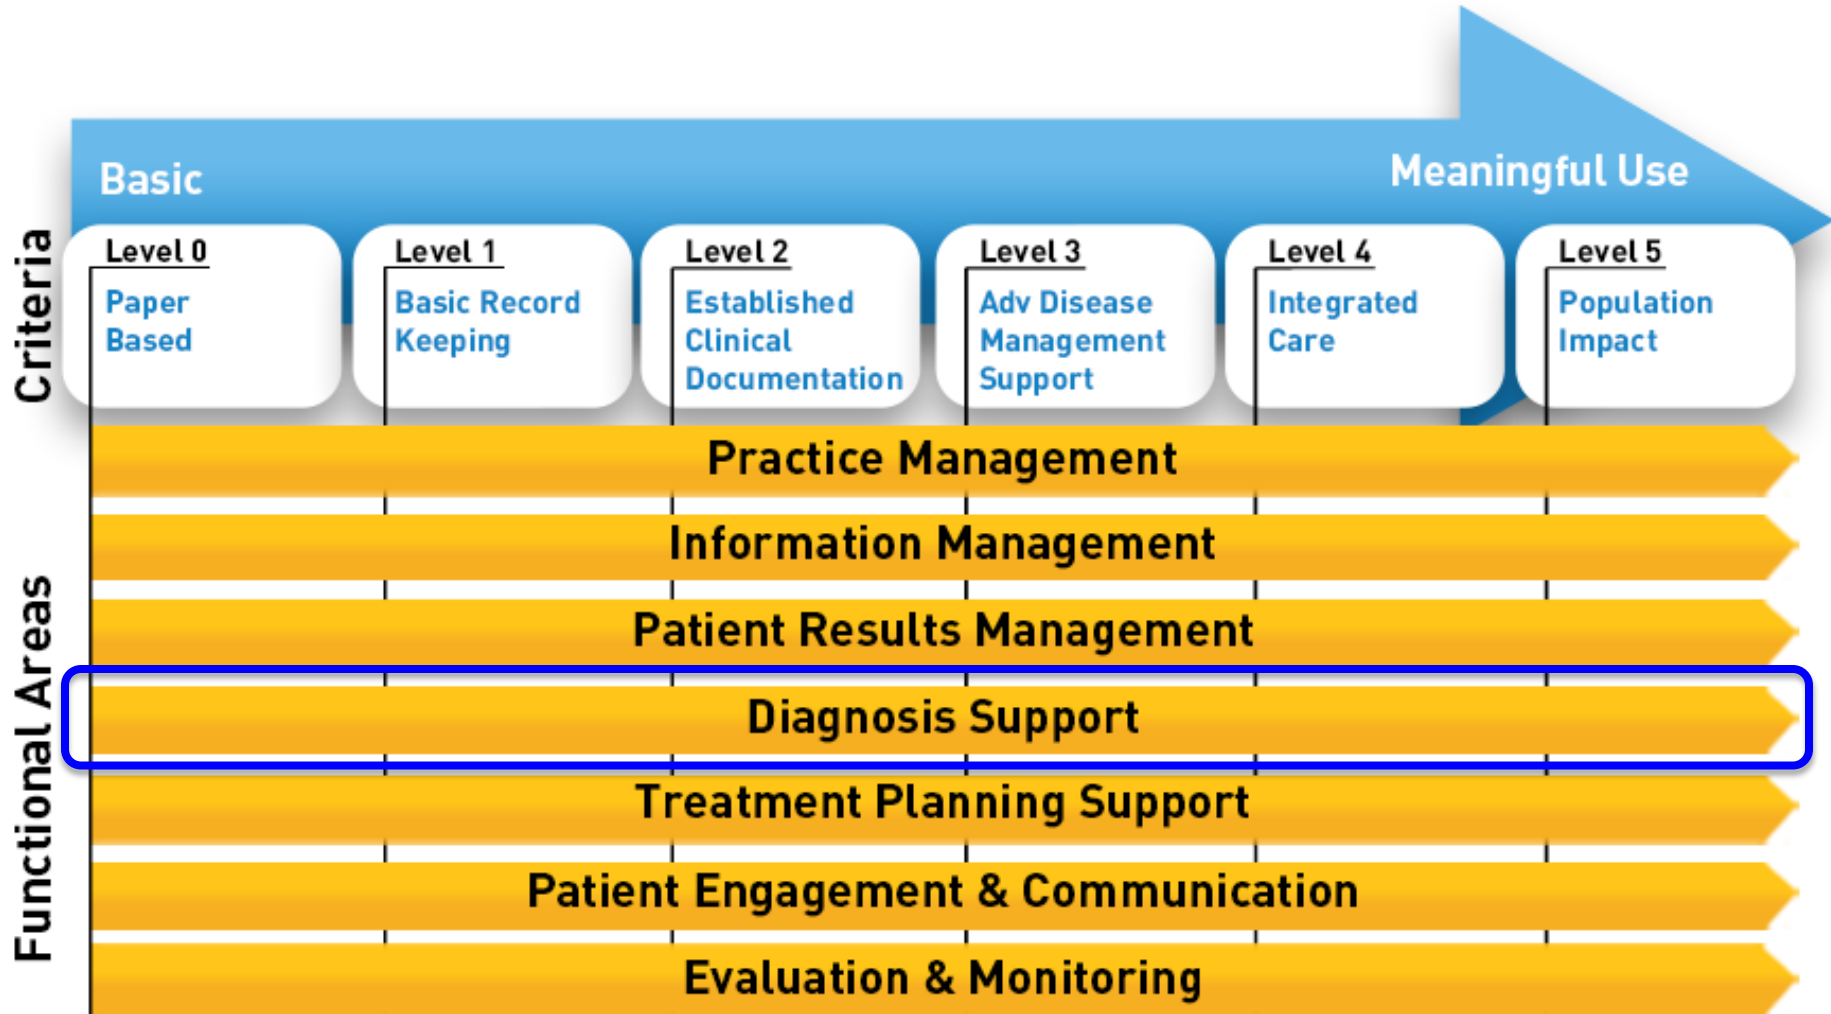 Basic
Meaningful Use
Criteria
Level 0
Paper
Based
Level 1
Basic Record
Keeping
Level 2
Established
Clinical
Documentation
Level 3
Adv Disease
Management
Support
Level 4
Integrated
Care
Level 5
Population
Impact
Functional Areas
Practice Management
Information Management
Patient Results Management
Diagnosis Support
Treatment Planning Support
Patient Engagement & Communication
Evaluation & Monitoring